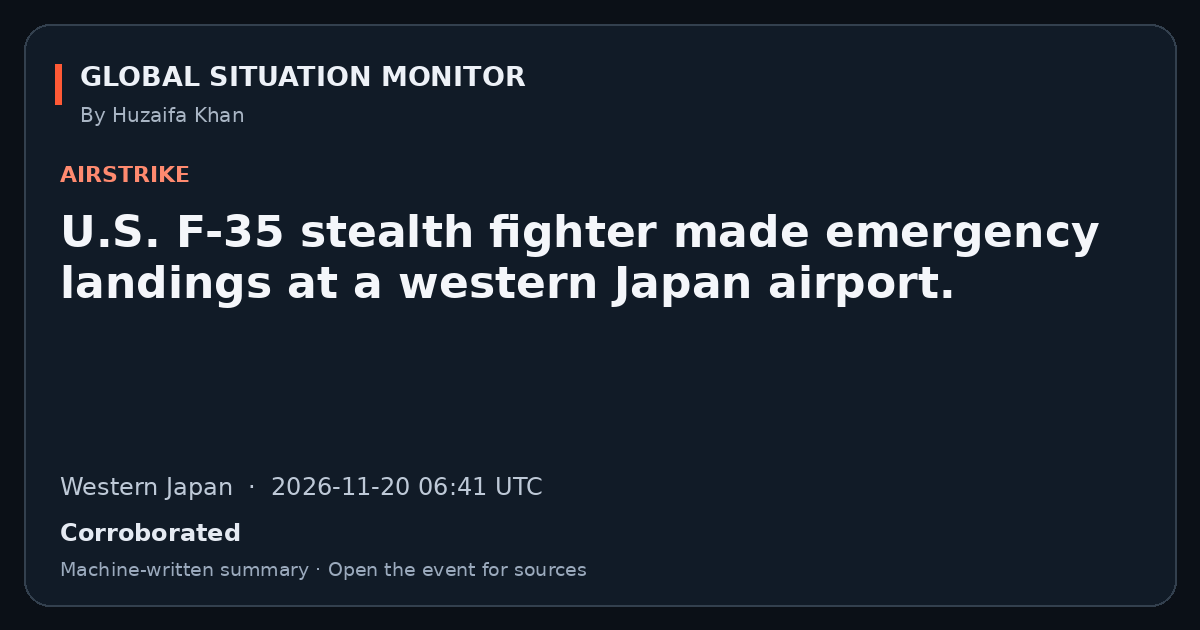 GLOBAL SITUATION MONITOR
By Huzaifa Khan
AIRSTRIKE
U.S. F-35 stealth fighter made emergency
landings at a western Japan airport.
Western Japan · 2026-11-20 06:41 UTC
Corroborated
Machine-written summary · Open the event for sources